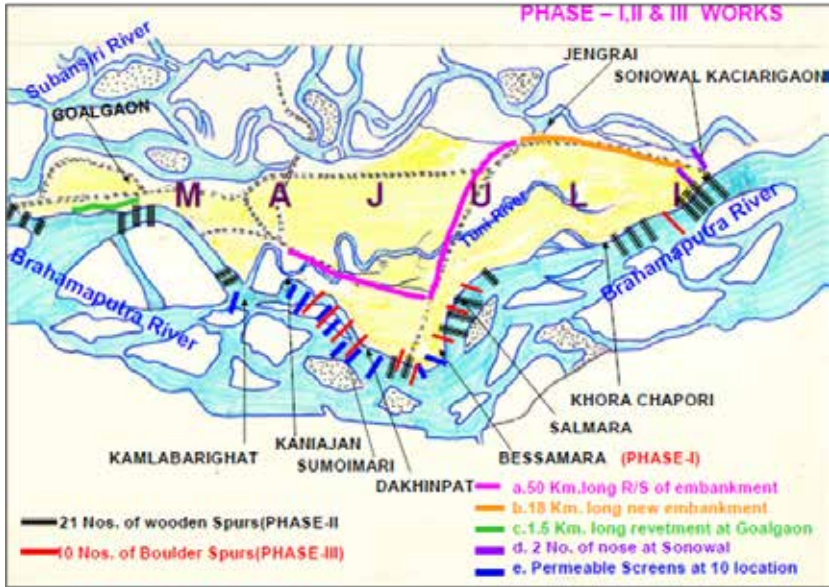 PHASE – I,II & III WORKS
JENGRAI
SONOWAL KACIARIGAON
Subansiri River
GOALGAON
M A J U L I
Tuni River
Brahamaputra River
Brahamaputra River
KHORA CHAPORI
SALMARA
KANIAJAN
KAMLABARIGHAT
SUMOIMARI
BESSAMARA (PHASE-I)
DAKHINPAT
a.50 Km.long R/S of embankment
b.18 Km. long new embankment
c.1.5 Km. long revetment at Goalgaon
d. 2 No. of nose at Sonowal
e. Permeable Screens at 10 location
21 Nos. of wooden Spurs(PHASE-II
10 Nos. of Boulder Spurs(PHASE-III)